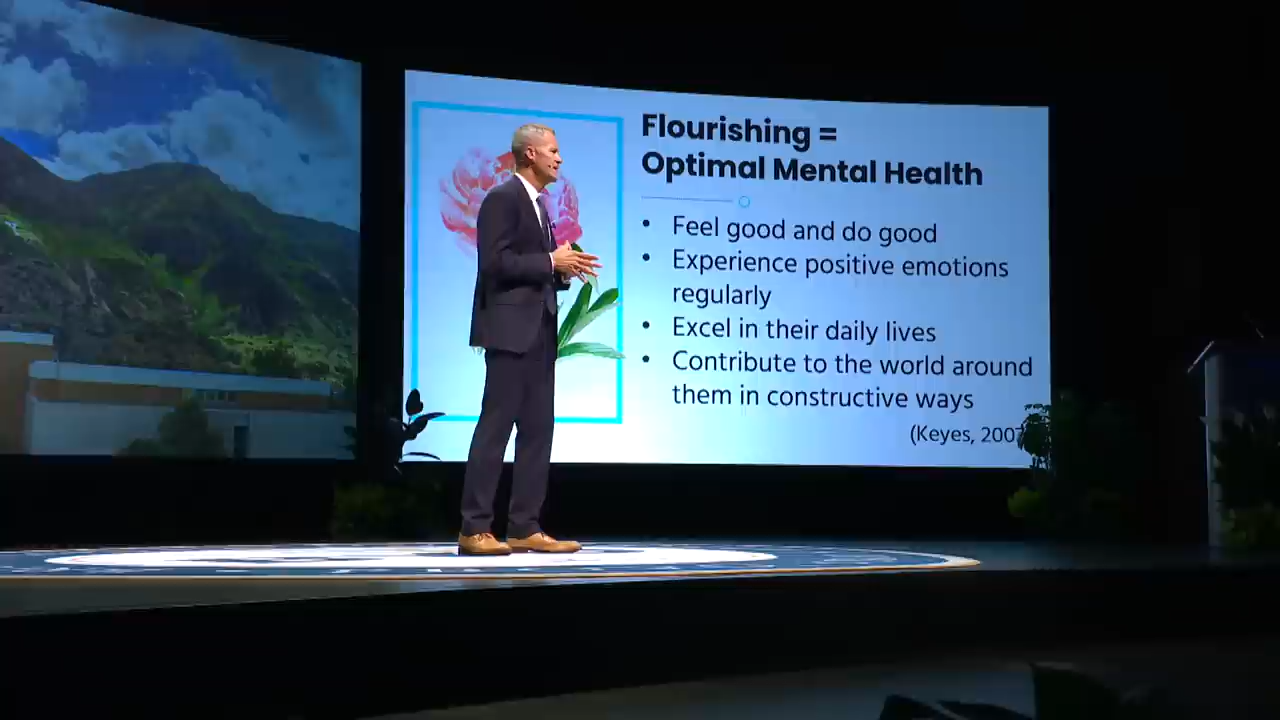 Flourishing =
Optimal Mental Health
• Feel good and do good
• Experience positive emotions
regularly
• Excel in their daily lives
• Contribute to the world around
them in constructive ways
(Keyes, 2007